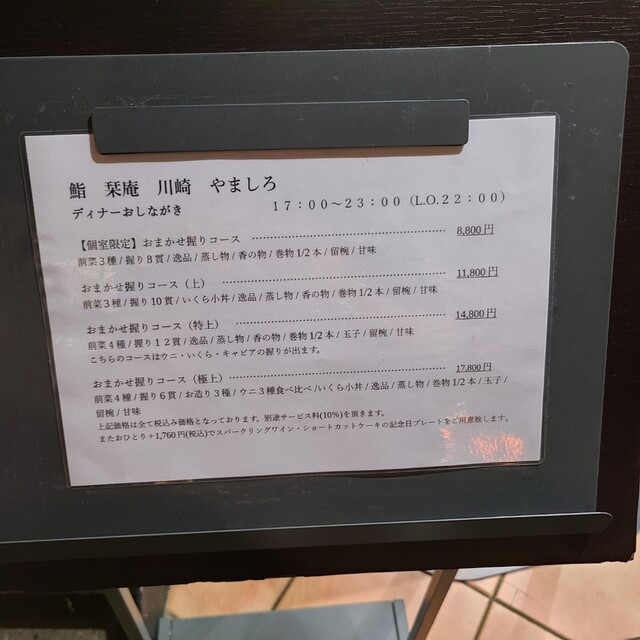 鮨 栞庵 川崎 やましろ
ディナーおしながき 17:00～23:00（L.O.22:00）
【個室限定】おまかせ握りコース 8,800円
前菜3種/握り8貫/逸品/蒸し物/香の物/巻物1/2本/留椀/甘味
おまかせ握りコース（上） 11,800円
前菜3種/握り10貫/いくら小丼/逸品/蒸し物/香の物/巻物1/2本/留椀/甘味
おまかせ握りコース（特上） 14,800円
前菜4種/握り12貫/逸品/蒸し物/香の物/巻物1/2本/玉子/留椀/甘味
こちらのコースはウニ・いくら・キャビアの握りが出ます。
おまかせ握りコース（極上） 17,800円
前菜4種/握り6貫/お造り3種/ウニ3種食べ比べ/いくら小丼/逸品/蒸し物/巻物1/2本/玉子/
留椀/甘味
上記価格は全て税込み価格となっております。別途サービス料(10%)を頂きます。
またおひとり+1,760円(税込)でスパークリングワイン・ショートカットケーキの記念日プレートをご用意致します。